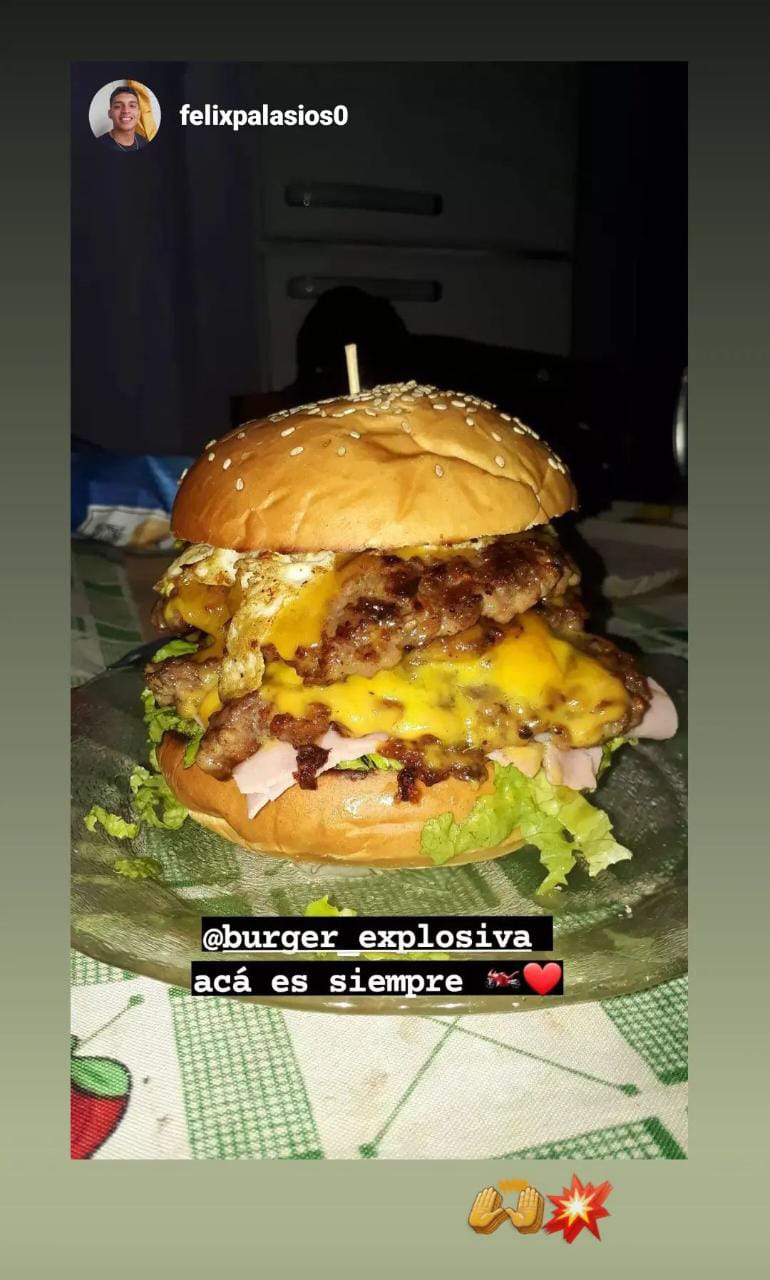 felixpalasios0
@burger_explosiva
acá es siempre 🏍️❤️
🙌💥